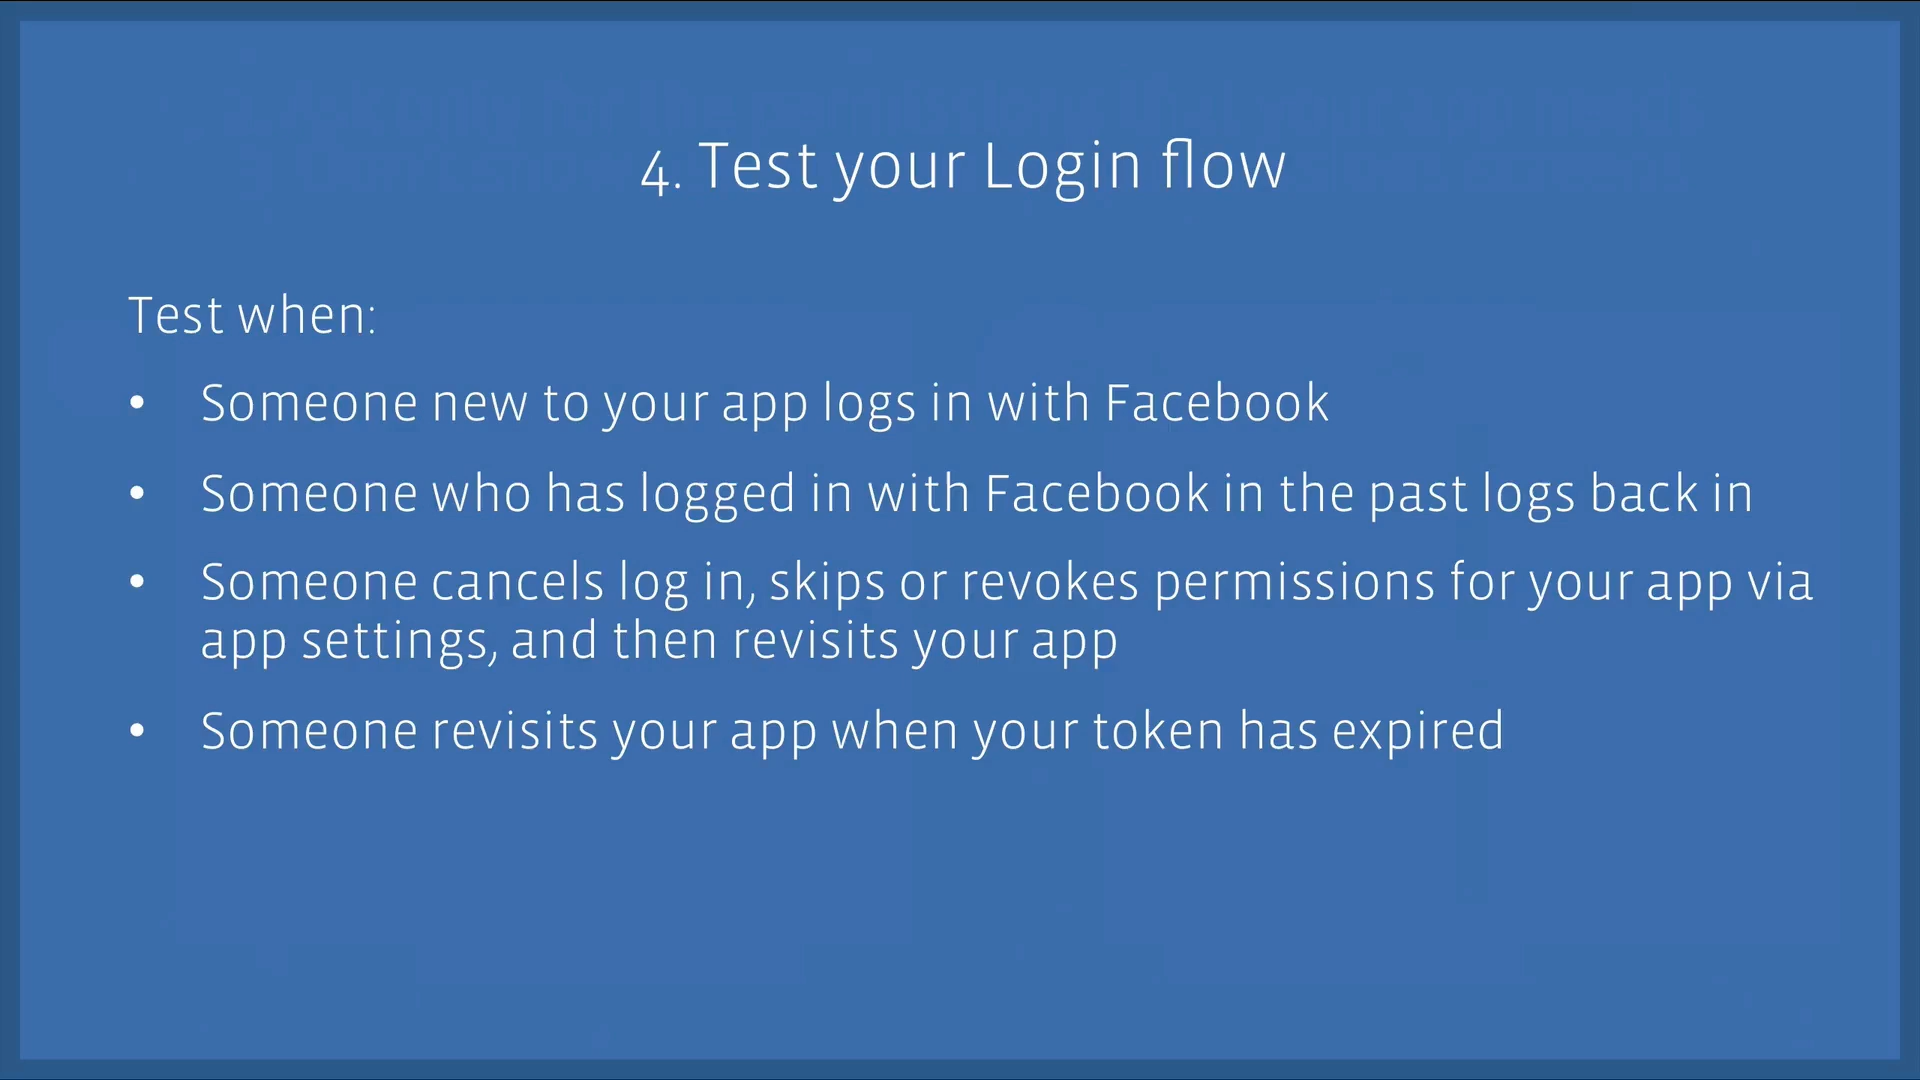 4. Test your Login flow
Test when:
• Someone new to your app logs in with Facebook
• Someone who has logged in with Facebook in the past logs back in
• Someone cancels log in, skips or revokes permissions for your app via
app settings, and then revisits your app
• Someone revisits your app when your token has expired